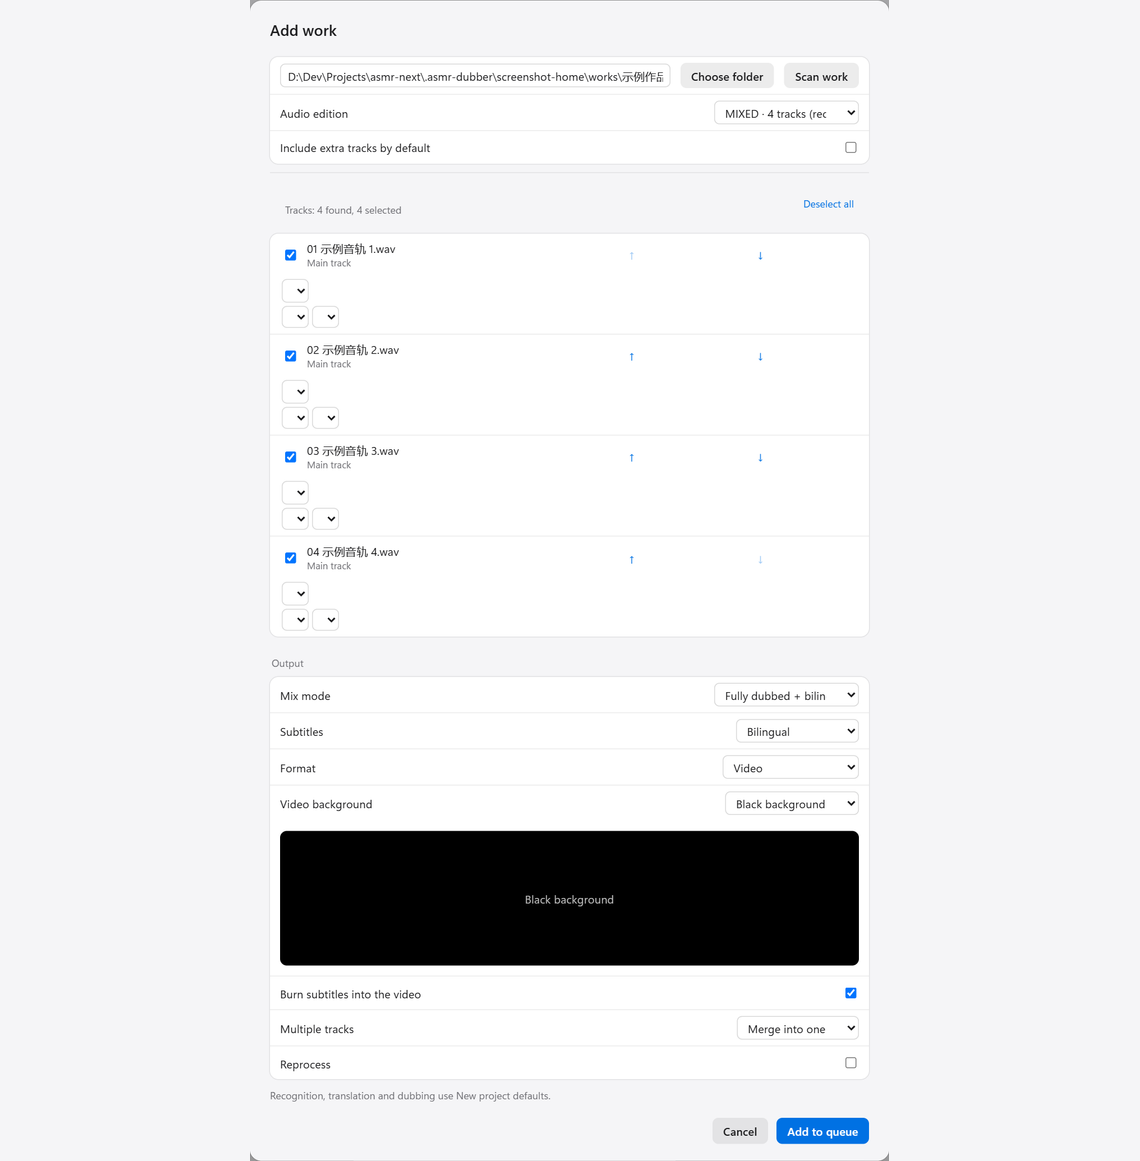 Add work
D:\Dev\Projects\asmr-next\.asmr-dubber\screenshot-home\works\示例作品
Choose folder
Scan work
Audio edition
MIXED · 4 tracks (rec
Include extra tracks by default
Tracks: 4 found, 4 selected
Deselect all
01 示例音轨 1.wav
↑
↓
Main track
02 示例音轨 2.wav
↑
↓
Main track
03 示例音轨 3.wav
↑
↓
Main track
04 示例音轨 4.wav
↑
↓
Main track
Output
Mix mode
Fully dubbed + bilin
Subtitles
Bilingual
Format
Video
Video background
Black background
Black background
Burn subtitles into the video
Multiple tracks
Merge into one
Reprocess
Recognition, translation and dubbing use New project defaults.
Cancel
Add to queue